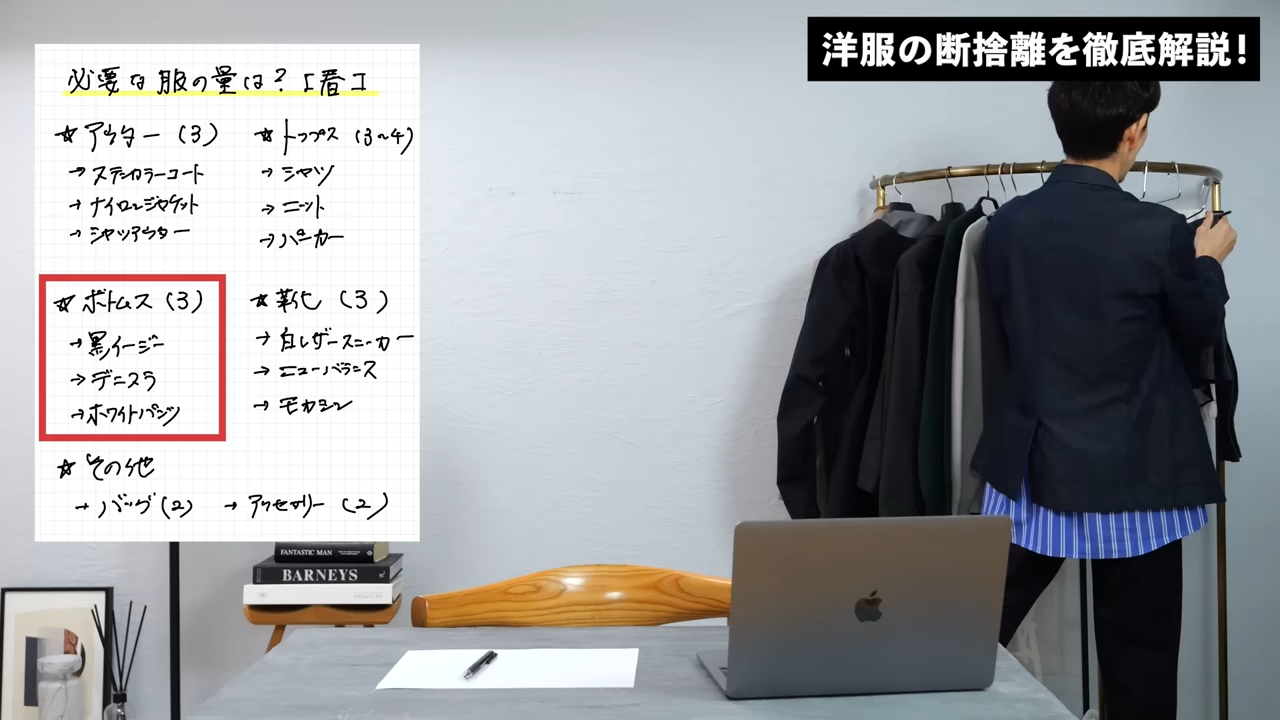 洋服の断捨離を徹底解説！
必要な服の量は？「春」
☆ アウター（3）
→ ステンカラーコート
→ ナイロンジャケット
→ シャツアウター
☆ トップス（3〜4）
→ シャツ
→ ニット
→ パーカー
☆ ボトムス（3）
→ 黒イージー
→ デニスラ
→ ホワイトパンツ
☆ 靴（3）
→ 白レザースニーカー
→ ニューバランス
→ モカシン
☆ その他
→ バッグ（2） → アクセサリー（2）
FANTASTIC MAN
BARNEYS